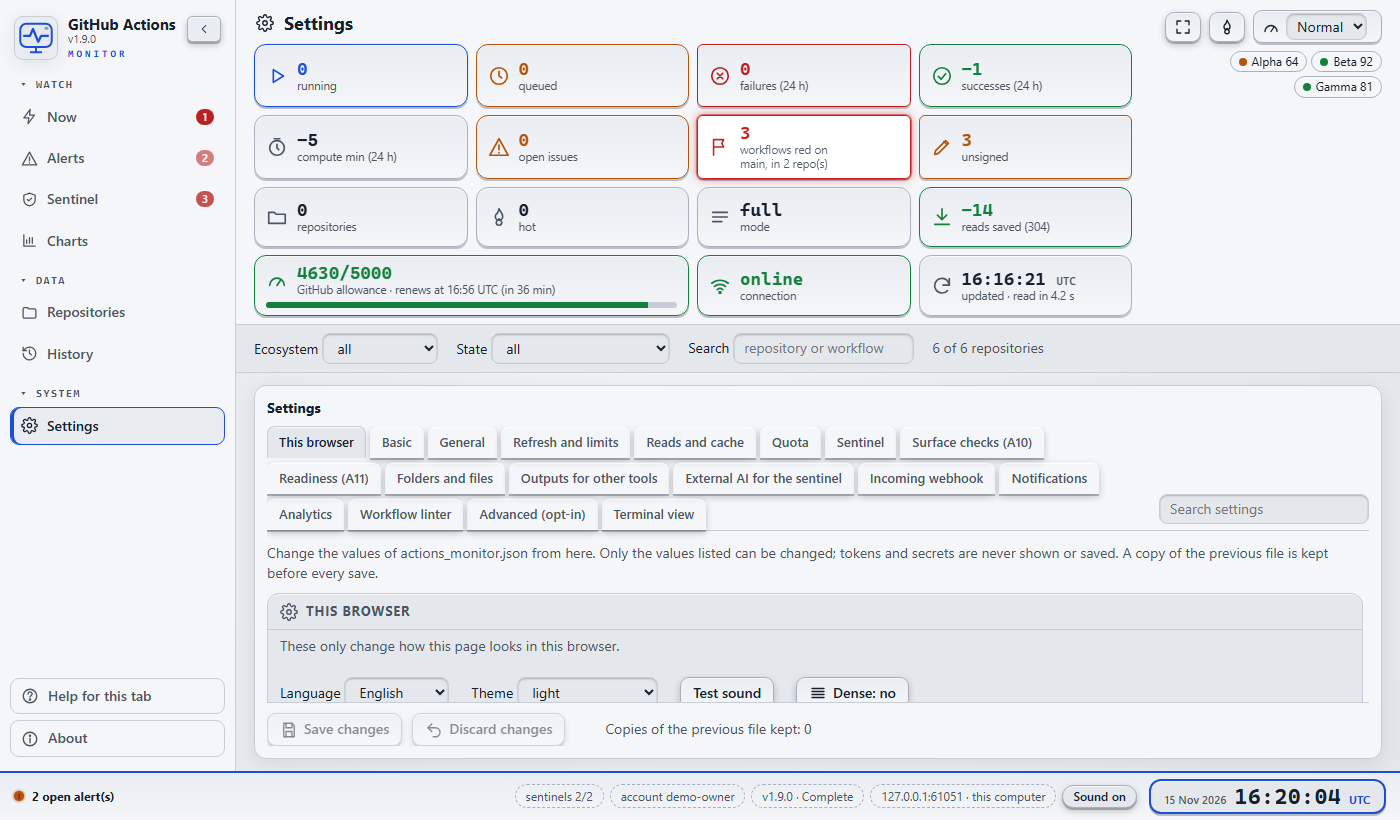 GitHub Actions
v1.9.0
MONITOR
WATCH
Now 1
Alerts 2
Sentinel 3
Charts
DATA
Repositories
History
SYSTEM
Settings
Help for this tab
About
Settings
Normal
Alpha 64
Beta 92
Gamma 81
0
running
0
queued
0
failures (24 h)
−1
successes (24 h)
−5
compute min (24 h)
0
open issues
3
workflows red on
main, in 2 repo(s)
3
unsigned
0
repositories
0
hot
full
mode
−14
reads saved (304)
4630/5000
GitHub allowance · renews at 16:56 UTC (in 36 min)
online
connection
16:16:21 UTC
updated · read in 4.2 s
Ecosystem all State all Search repository or workflow 6 of 6 repositories
Settings
This browser Basic General Refresh and limits Reads and cache Quota Sentinel Surface checks (A10)
Readiness (A11) Folders and files Outputs for other tools External AI for the sentinel Incoming webhook Notifications
Analytics Workflow linter Advanced (opt-in) Terminal view
Search settings
Change the values of actions_monitor.json from here. Only the values listed can be changed; tokens and secrets are never shown or saved. A copy of the previous file is kept
before every save.
THIS BROWSER
These only change how this page looks in this browser.
Language English Theme light Test sound Dense: no
Save changes Discard changes Copies of the previous file kept: 0
2 open alert(s)
sentinels 2/2 account demo-owner v1.9.0 · Complete 127.0.0.1:61051 · this computer Sound on 15 Nov 2026 16:20:04 UTC